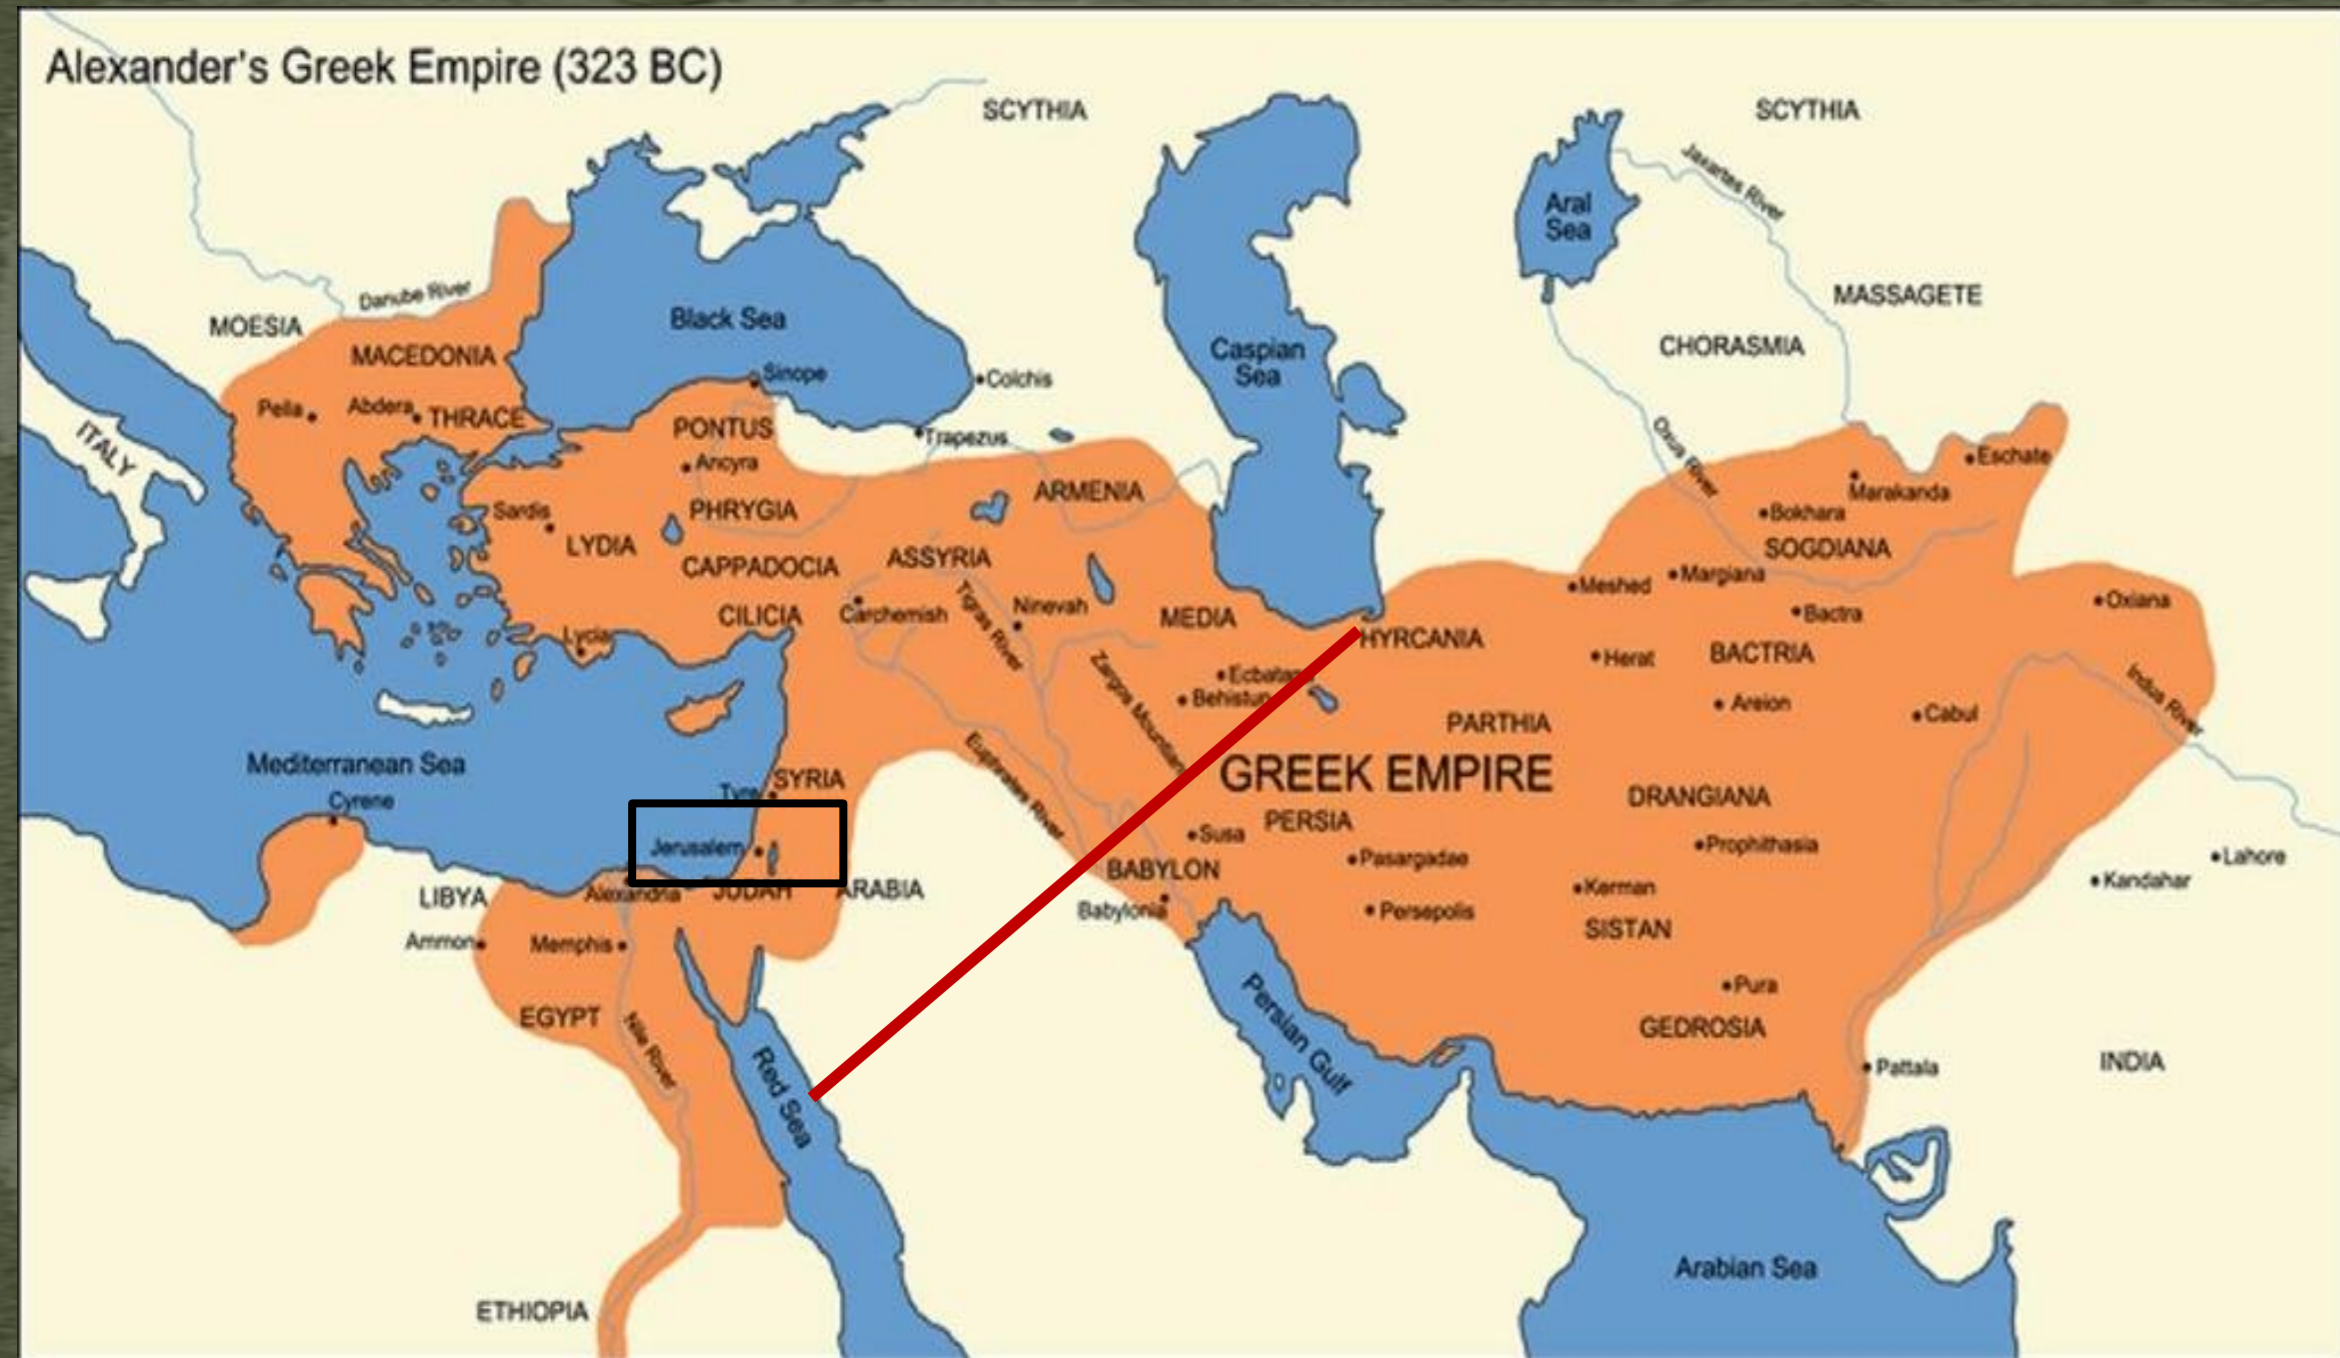 Alexander's Greek Empire (323 BC)
SCYTHIA
SCYTHIA
Jaxartes River
Aral
Sea
Danube River
MOESIA
MASSAGETE
Black Sea
CHORASMIA
MACEDONIA
Caspian
Sea
Sinope
Colchis
Pella
Abdera
THRACE
ITALY
PONTUS
Trapezus
Oxus River
Ancyra
Eschate
ARMENIA
Marakanda
Sardis
PHRYGIA
Bokhara
LYDIA
SOGDIANA
CAPPADOCIA
ASSYRIA
Margiana
Meshed
Oxiana
CILICIA
Carchemish
Tigras River
Ninevah
MEDIA
Bactra
Lycia
HYRCANIA
Herat
BACTRIA
Zargos Mountians
Ecbatana
Behistun
Indus River
Areion
Cabul
PARTHIA
Mediterranean Sea
GREEK EMPIRE
SYRIA
Tyre
Euphrates River
DRANGIANA
Cyrene
PERSIA
Susa
Jerusalem
Prophithasia
Pasargadae
Lahore
BABYLON
Kandahar
LIBYA
Alexandria
JUDAH
ARABIA
Kerman
Babylonia
Persepolis
SISTAN
Ammon
Memphis
Pura
EGYPT
Nile River
Persian Gulf
GEDROSIA
Red Sea
Pattala
INDIA
Arabian Sea
ETHIOPIA